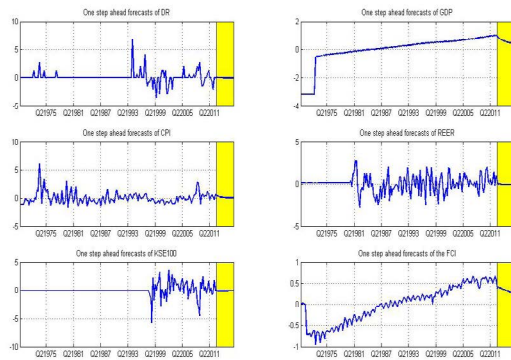 One step ahead forecasts of DR
10
5
0
-5
Q21975 Q21981 Q21987 Q21993 Q21999 Q22005 Q22011
One step ahead forecasts of GDP
2
0
-2
-4
Q21975 Q21981 Q21987 Q21993 Q21999 Q22005 Q22011
One step ahead forecasts of CPI
10
5
0
-5
Q21975 Q21981 Q21987 Q21993 Q21999 Q22005 Q22011
One step ahead forecasts of REER
5
0
-5
Q21975 Q21981 Q21987 Q21993 Q21999 Q22005 Q22011
One step ahead forecasts of KSE100
5
0
-5
-10
Q21975 Q21981 Q21987 Q21993 Q21999 Q22005 Q22011
One step ahead forecasts of the FCI
1
0.5
0
-0.5
-1
Q21975 Q21981 Q21987 Q21993 Q21999 Q22005 Q22011